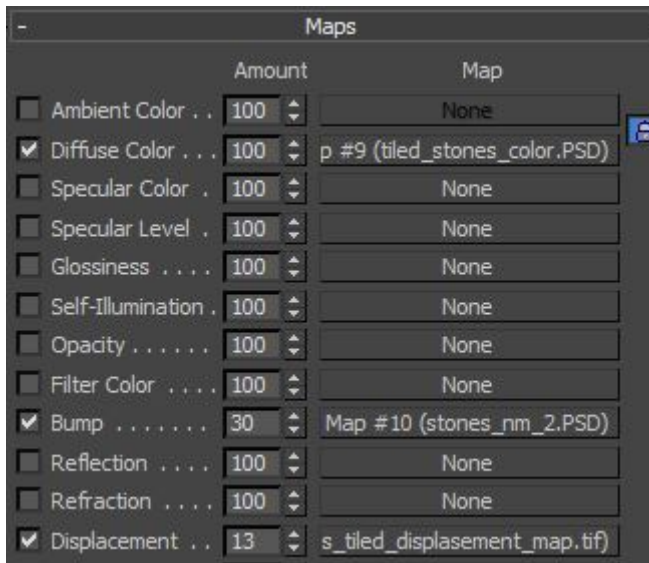 - Maps
Amount Map
Ambient Color . . 100 None
Diffuse Color . . . 100 p #9 (tiled_stones_color.PSD)
Specular Color . 100 None
Specular Level . 100 None
Glossiness . . . . 100 None
Self-Illumination . 100 None
Opacity . . . . . . 100 None
Filter Color . . . . 100 None
Bump . . . . . . . 30 Map #10 (stones_nm_2.PSD)
Reflection . . . . 100 None
Refraction . . . . 100 None
Displacement . . 13 s_tiled_displasement_map.tif)